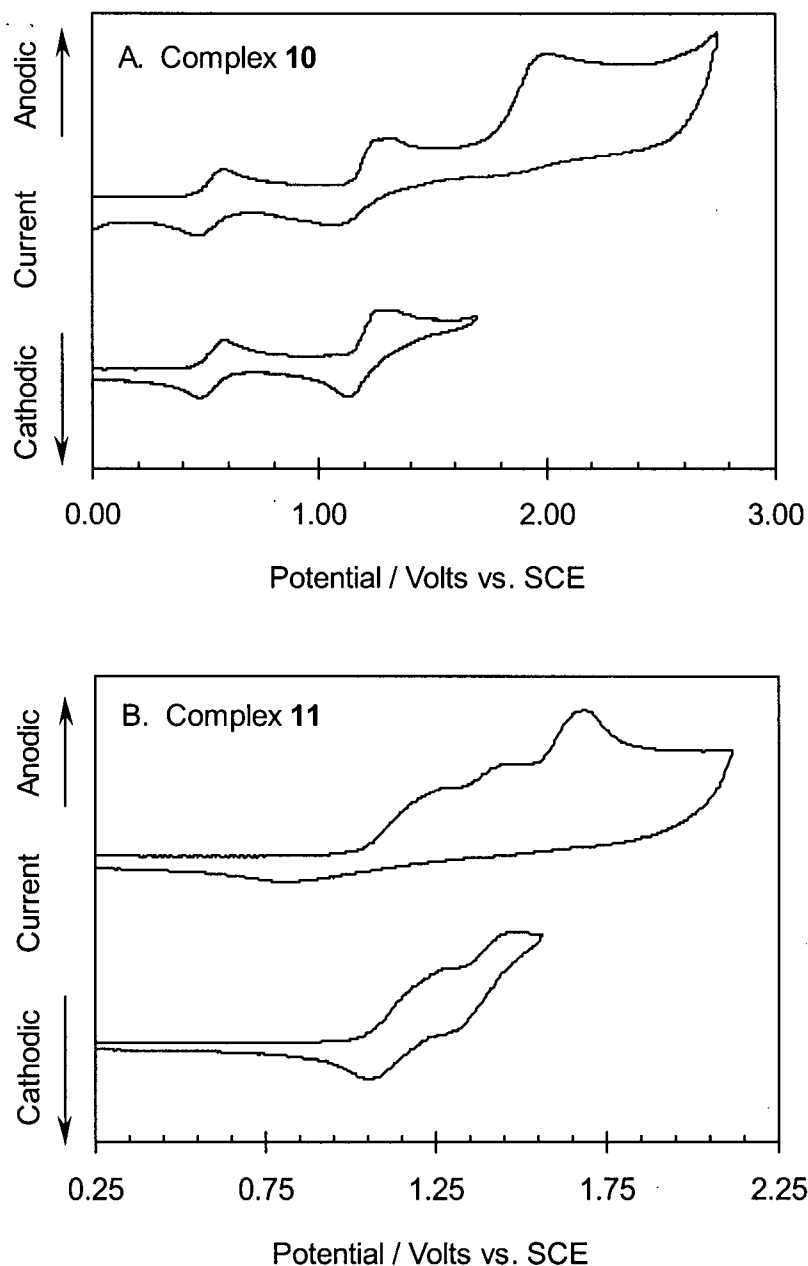 A. Complex 10
Anodic
Current
Cathodic
0.00 1.00 2.00 3.00
Potential / Volts vs. SCE
B. Complex 11
Anodic
Current
Cathodic
0.25 0.75 1.25 1.75 2.25
Potential / Volts vs. SCE